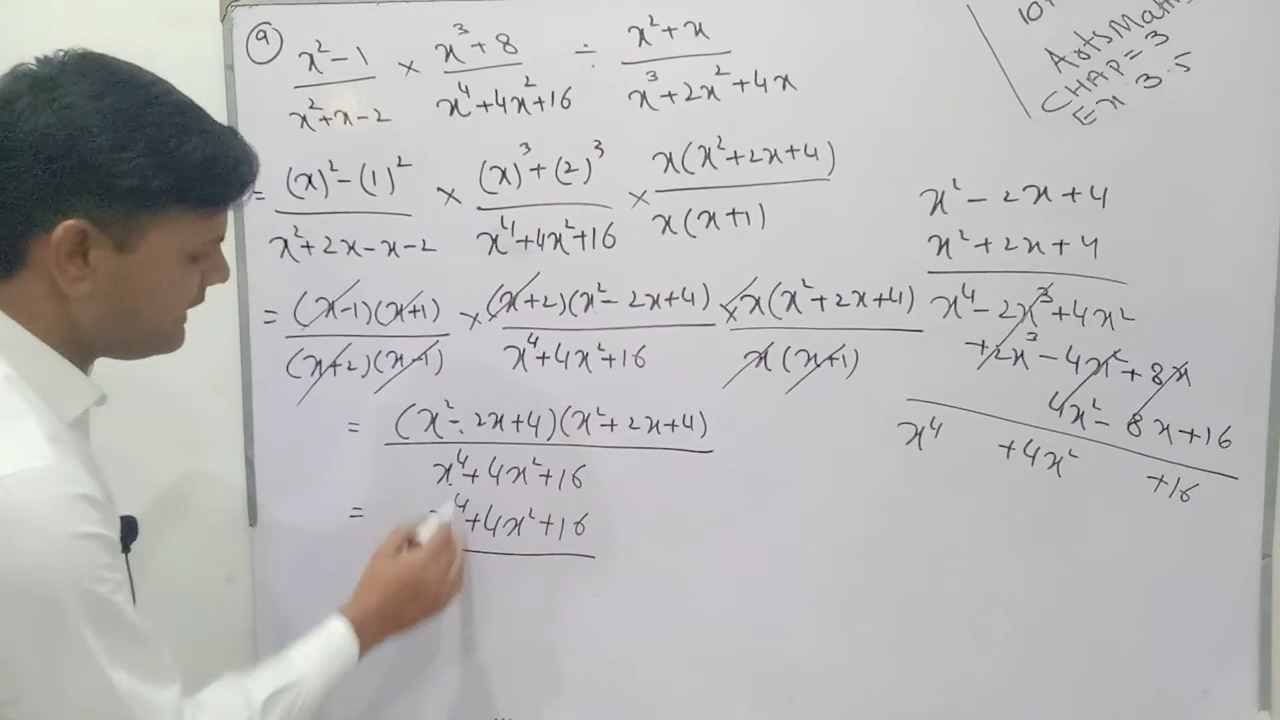 10
Arts Math
CHAP = 3
Ex 3.5
(9) (x²-1)/(x²+x-2) × (x³+8)/(x⁴+4x²+16) ÷ (x²+x)/(x³+2x²+4x)
= ((x)²-(1)²)/(x²+2x-x-2) × ((x)³+(2)³)/(x⁴+4x²+16) × x(x²+2x+4)/x(x+1)
= (x-1)(x+1)/(x+2)(x-1) × (x+2)(x²-2x+4)/(x⁴+4x²+16) × x(x²+2x+4)/x(x+1)
= (x²-2x+4)(x²+2x+4)/(x⁴+4x²+16)
= ⁴+4x²+16
x²-2x+4
x²+2x+4
x⁴-2x³+4x²
+2x³-4x²+8x
4x²-8x+16
x⁴ +4x² +16